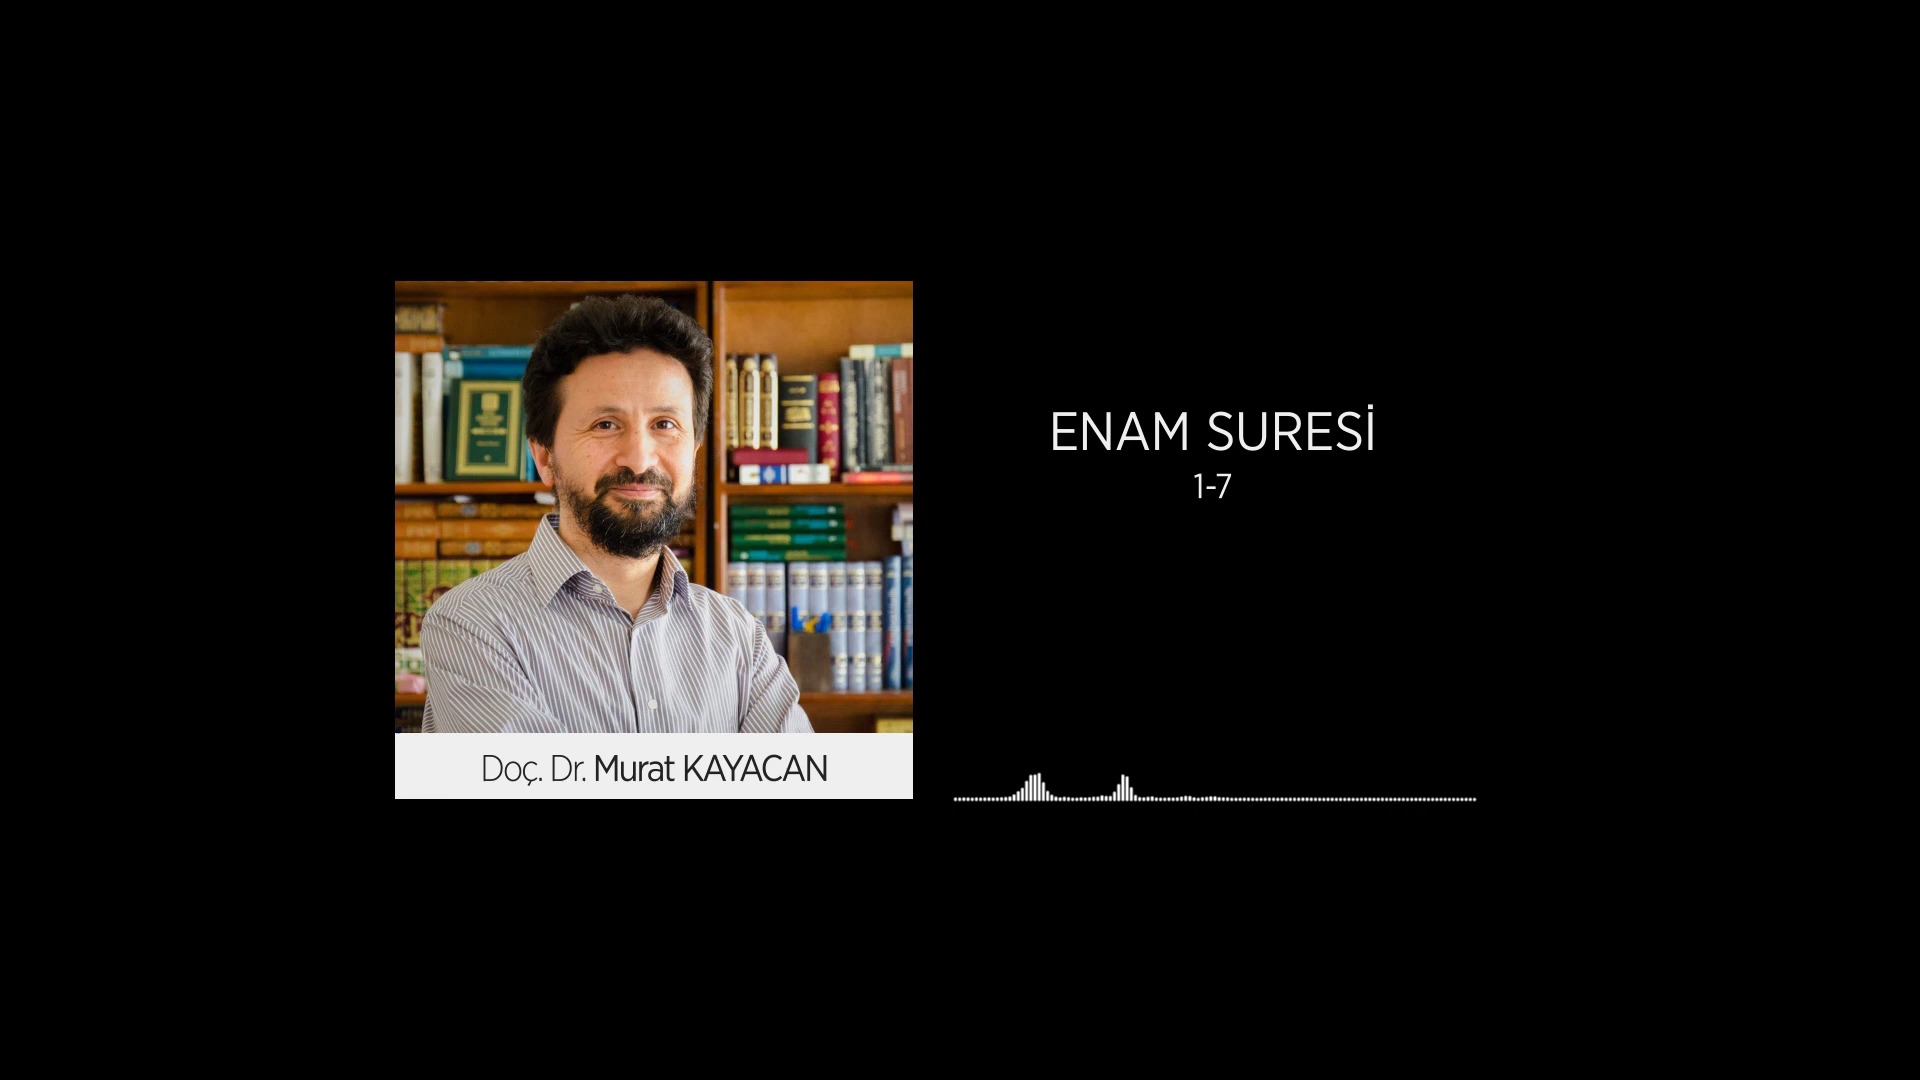 ENAM SURESİ
1-7
Doç. Dr. Murat KAYACAN